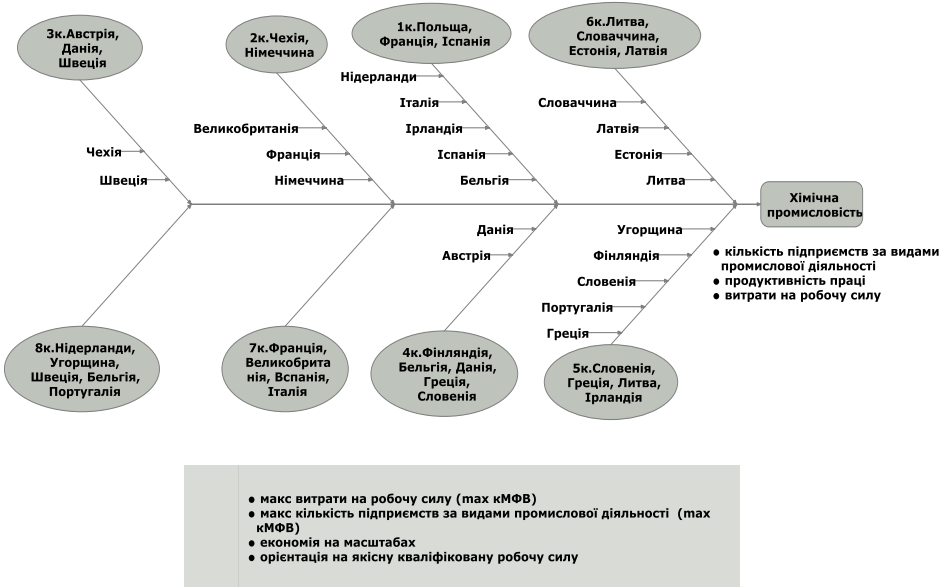 3к.Австрія,
Данія,
Швеція
2к.Чехія,
Німеччина
1к.Польща,
Франція, Іспанія
6к.Литва,
Словаччина,
Естонія, Латвія
Нідерланди
Італія
Ірландія
Іспанія
Бельгія
Словаччина
Латвія
Естонія
Литва
Великобританія
Франція
Німеччина
Чехія
Швеція
Хімічна
промисловість
Данія
Австрія
Угорщина
Фінляндія
Словенія
Португалія
Греція
● кількість підприємств за видами
промислової діяльності
● продуктивність праці
● витрати на робочу силу
8к.Нідерланди,
Угорщина,
Швеція, Бельгія,
Португалія
7к.Франція,
Великобрита
нія, Вспанія,
Італія
4к.Фінляндія,
Бельгія, Данія,
Греція,
Словенія
5к.Словенія,
Греція, Литва,
Ірландія
● макс витрати на робочу силу (max кМФВ)
● макс кількість підприємств за видами промислової діяльності (max
кМФВ)
● економія на масштабах
● орієнтація на якісну кваліфіковану робочу силу